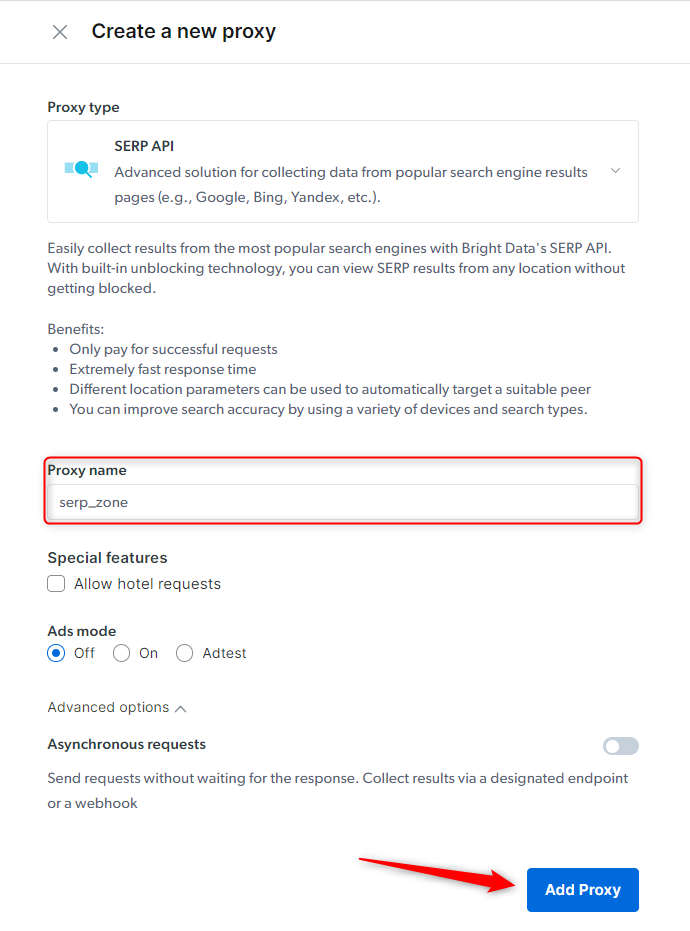 Create a new proxy
Proxy type
SERP API
Advanced solution for collecting data from popular search engine results
pages (e.g., Google, Bing, Yandex, etc.).
Easily collect results from the most popular search engines with Bright Data's SERP API.
With built-in unblocking technology, you can view SERP results from any location without
getting blocked.
Benefits:
• Only pay for successful requests
• Extremely fast response time
• Different location parameters can be used to automatically target a suitable peer
• You can improve search accuracy by using a variety of devices and search types.
Proxy name
serp_zone
Special features
Allow hotel requests
Ads mode
Off On Adtest
Advanced options
Asynchronous requests
Send requests without waiting for the response. Collect results via a designated endpoint
or a webhook
Add Proxy